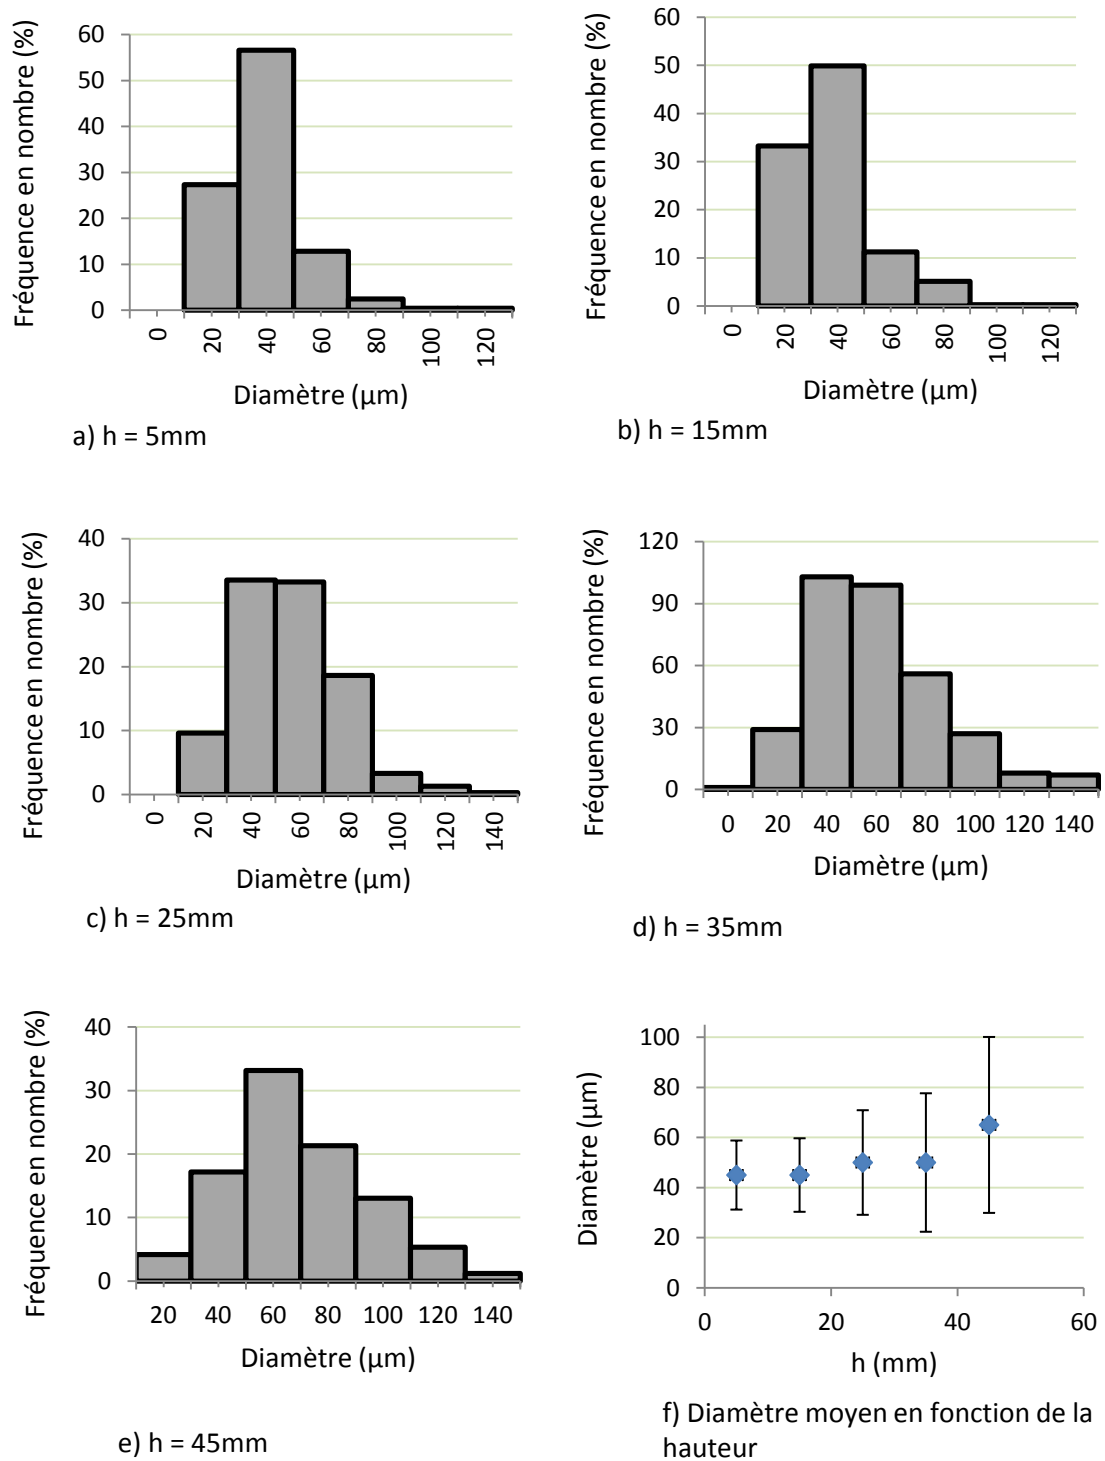 Fréquence en nombre (%)
60
50
40
30
20
10
0
0 20 40 60 80 100 120
Diamètre (µm)
a) h = 5mm
Fréquence en nombre (%)
60
50
40
30
20
10
0
0 20 40 60 80 100 120
Diamètre (µm)
b) h = 15mm
Fréquence en nombre (%)
40
30
20
10
0
0 20 40 60 80 100 120 140
Diamètre (µm)
c) h = 25mm
Fréquence en nombre (%)
120
90
60
30
0
0 20 40 60 80 100 120 140
Diamètre (µm)
d) h = 35mm
Fréquence en nombre (%)
40
30
20
10
0
20 40 60 80 100 120 140
Diamètre (µm)
e) h = 45mm
Diamètre (µm)
100
80
60
40
20
0
0 20 40 60
h (mm)
f) Diamètre moyen en fonction de la
hauteur